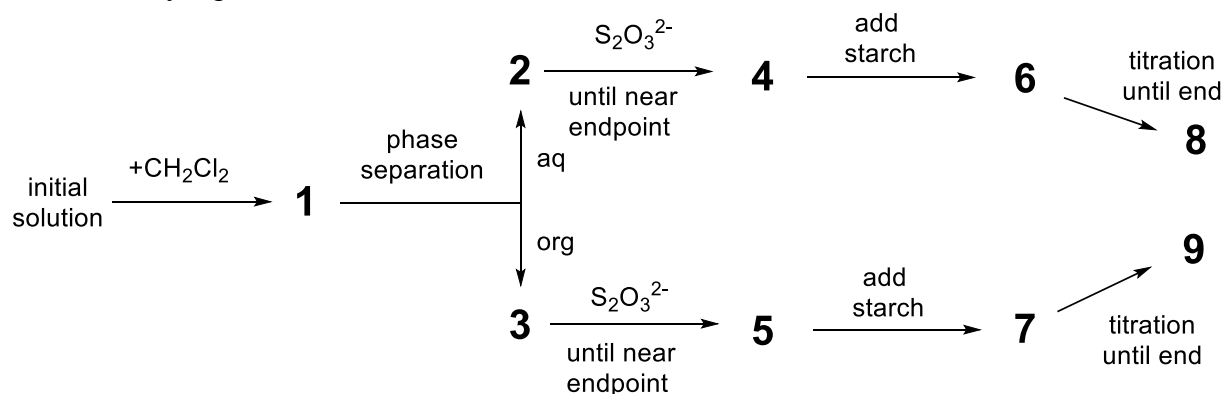 S₂O₃²⁻
until near
endpoint
add
starch
titration
until end
2
4
6
8
+CH₂Cl₂
initial
solution
1
phase
separation
aq
org
3
S₂O₃²⁻
until near
endpoint
5
add
starch
7
9
titration
until end